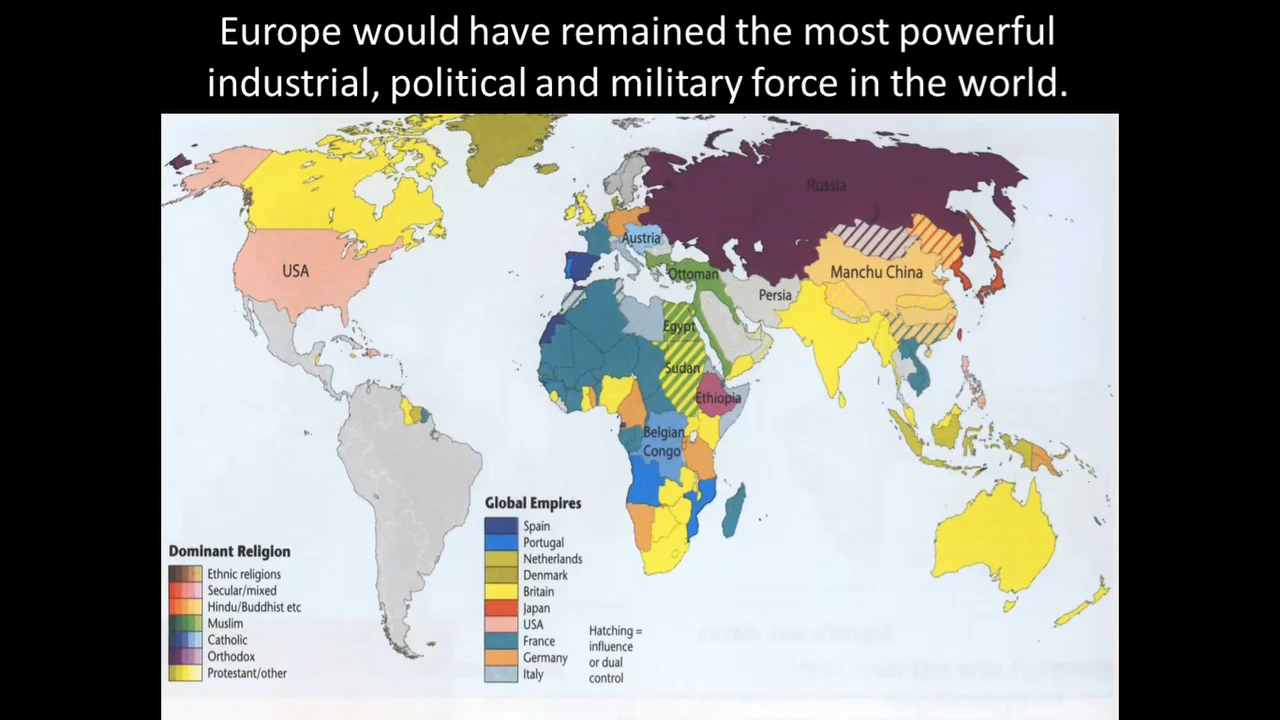 Europe would have remained the most powerful
industrial, political and military force in the world.
Russia
Austria
USA
Ottoman
Manchu China
Persia
Egypt
Sudan
Ethiopia
Belgian
Congo
Global Empires
Spain
Portugal
Netherlands
Denmark
Britain
Japan
USA
France
Germany
Italy
Hatching =
influence
or dual
control
Dominant Religion
Ethnic religions
Secular/mixed
Hindu/Buddhist etc
Muslim
Catholic
Orthodox
Protestant/other